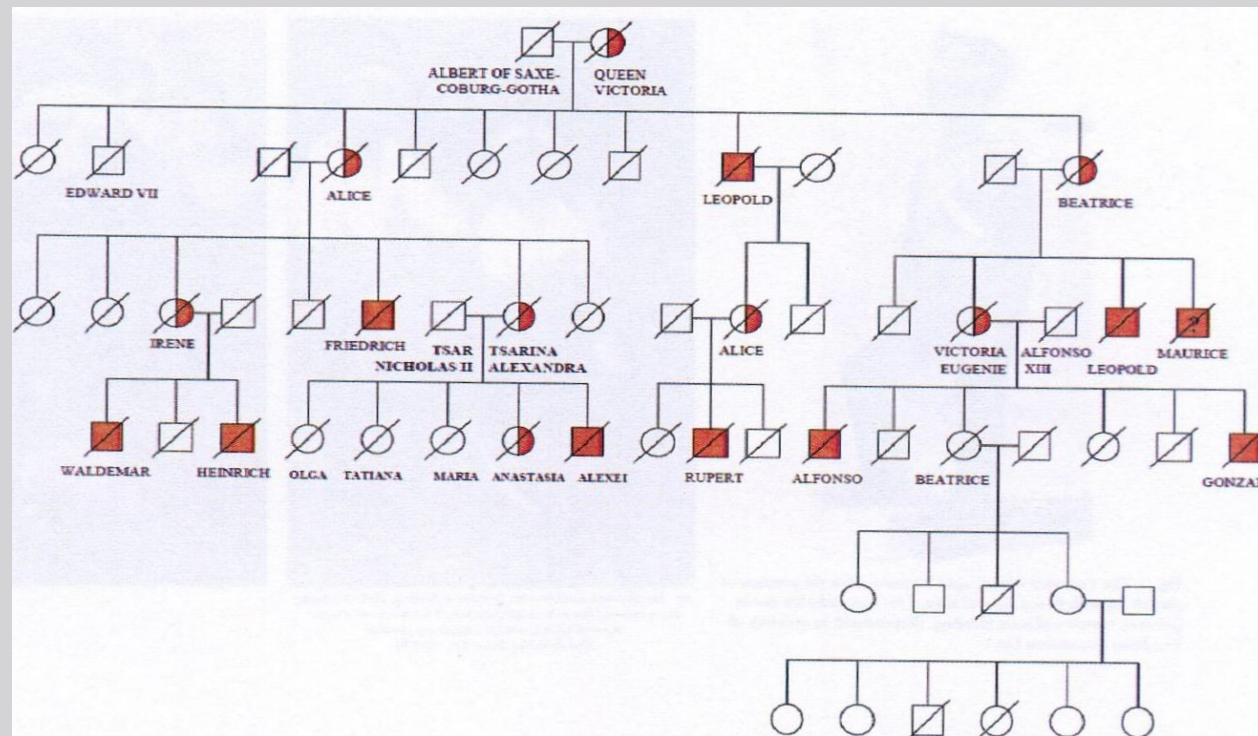 ALBERT OF SAXE-
COBURG-GOTHA
QUEEN
VICTORIA
EDWARD VII
ALICE
LEOPOLD
BEATRICE
IRENE
FRIEDRICH
TSAR
NICHOLAS II
TSARINA
ALEXANDRA
ALICE
VICTORIA
EUGENIE
ALFONSO
XIII
LEOPOLD
?
MAURICE
WALDEMAR
HEINRICH
OLGA
TATIANA
MARIA
ANASTASIA
ALEXEI
RUPERT
ALFONSO
BEATRICE